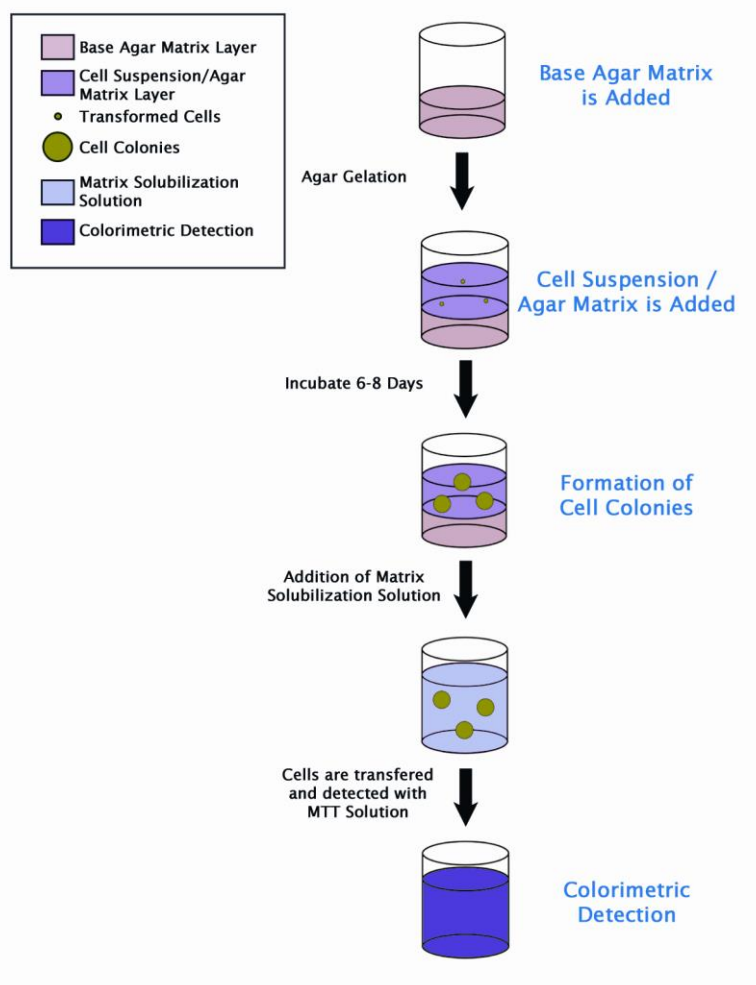 Base Agar Matrix Layer
Cell Suspension/Agar
Matrix Layer
Transformed Cells
Cell Colonies
Matrix Solubilization
Solution
Colorimetric Detection
Base Agar Matrix
is Added
Agar Gelation
Cell Suspension /
Agar Matrix is Added
Incubate 6-8 Days
Formation of
Cell Colonies
Addition of Matrix
Solubilization Solution
Cells are transfered
and detected with
MTT Solution
Colorimetric
Detection